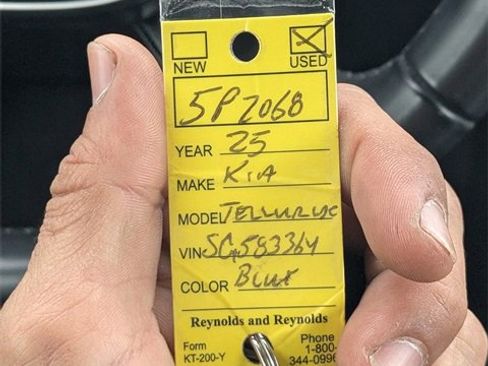 NEW USED
5P2068
YEAR 25
MAKE KIA
MODEL TELLURIDE
VIN SG583364
COLOR BLUE
Reynolds and Reynolds
Form Phone
KT-200-Y 1-800-
344-0996